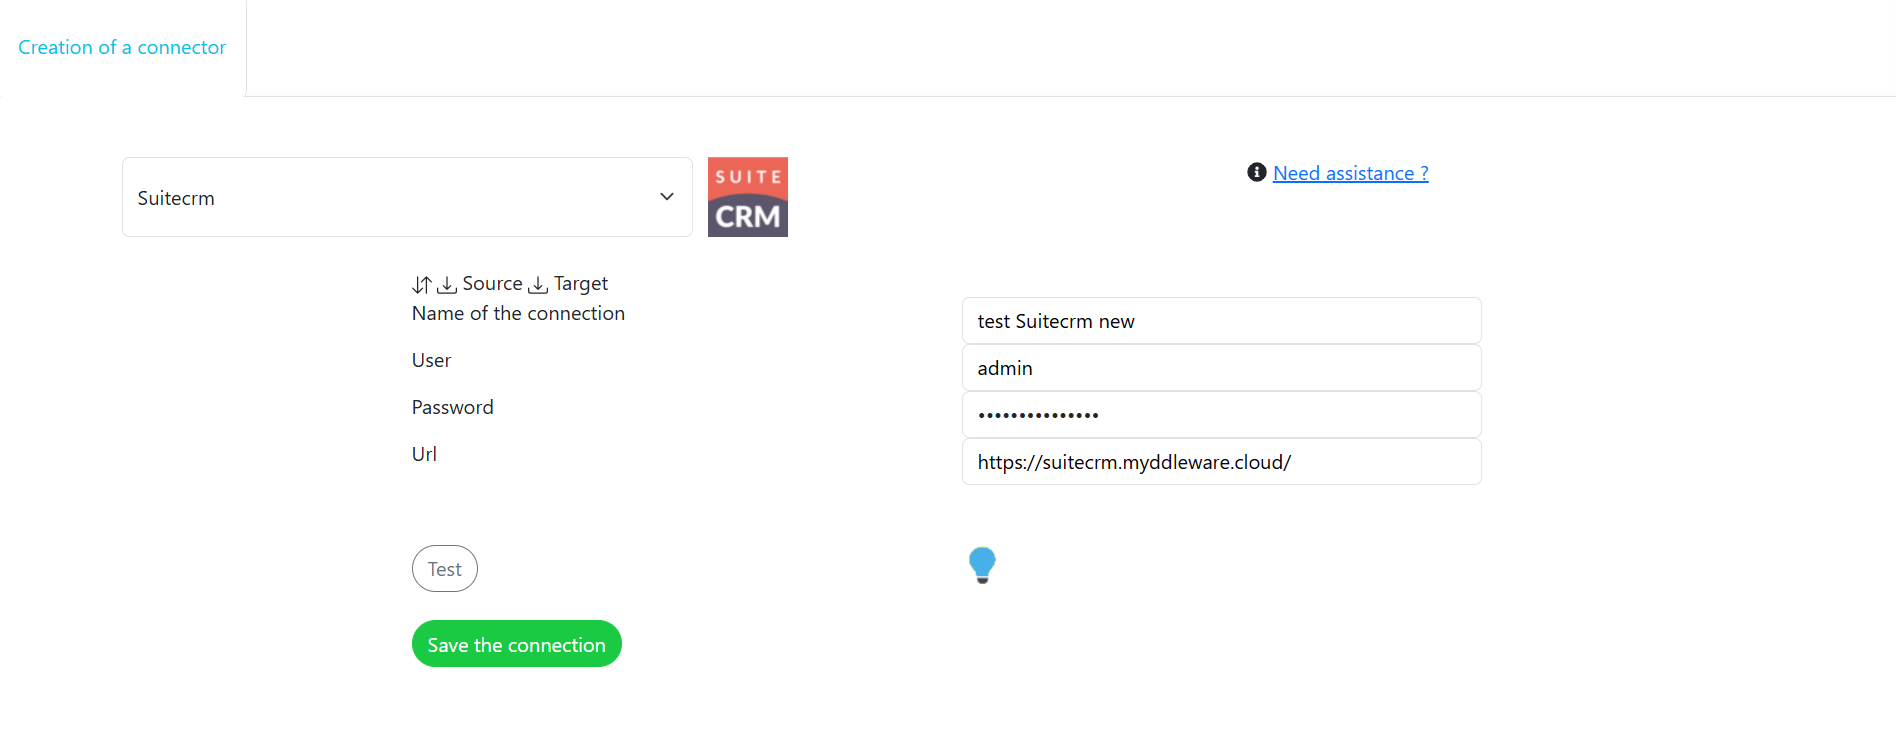 Creation of a connector
Suitecrm
SUITE
CRM
Need assistance ?
Source Target
Name of the connection
test Suitecrm new
User
admin
Password
•••••••••••••••
Url
https://suitecrm.myddleware.cloud/
Test
Save the connection